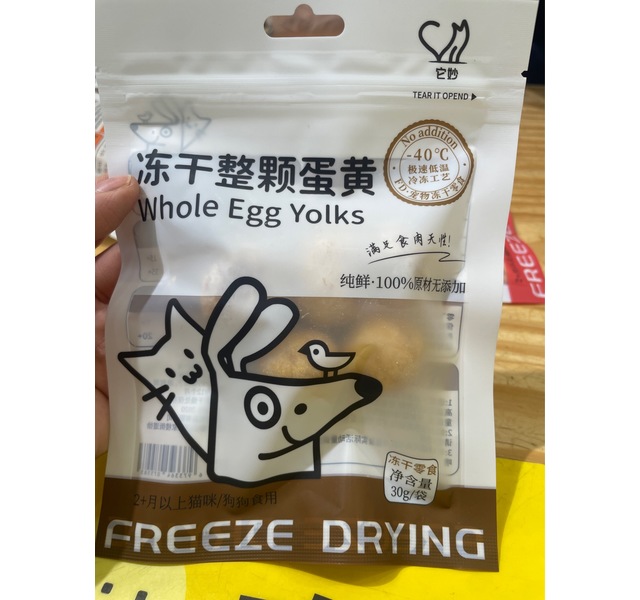 它妙
TEAR IT OPEND
No addition
-40℃
极速低温
冷冻工艺
FD·宠物冻干零食
冻干整颗蛋黄
Whole Egg Yolks
满足食肉天性!
纯鲜·100%原材无添加
冻干零食
净含量
30g/袋
2+月以上猫咪/狗狗食用
FREEZE DRYING
FREEZE